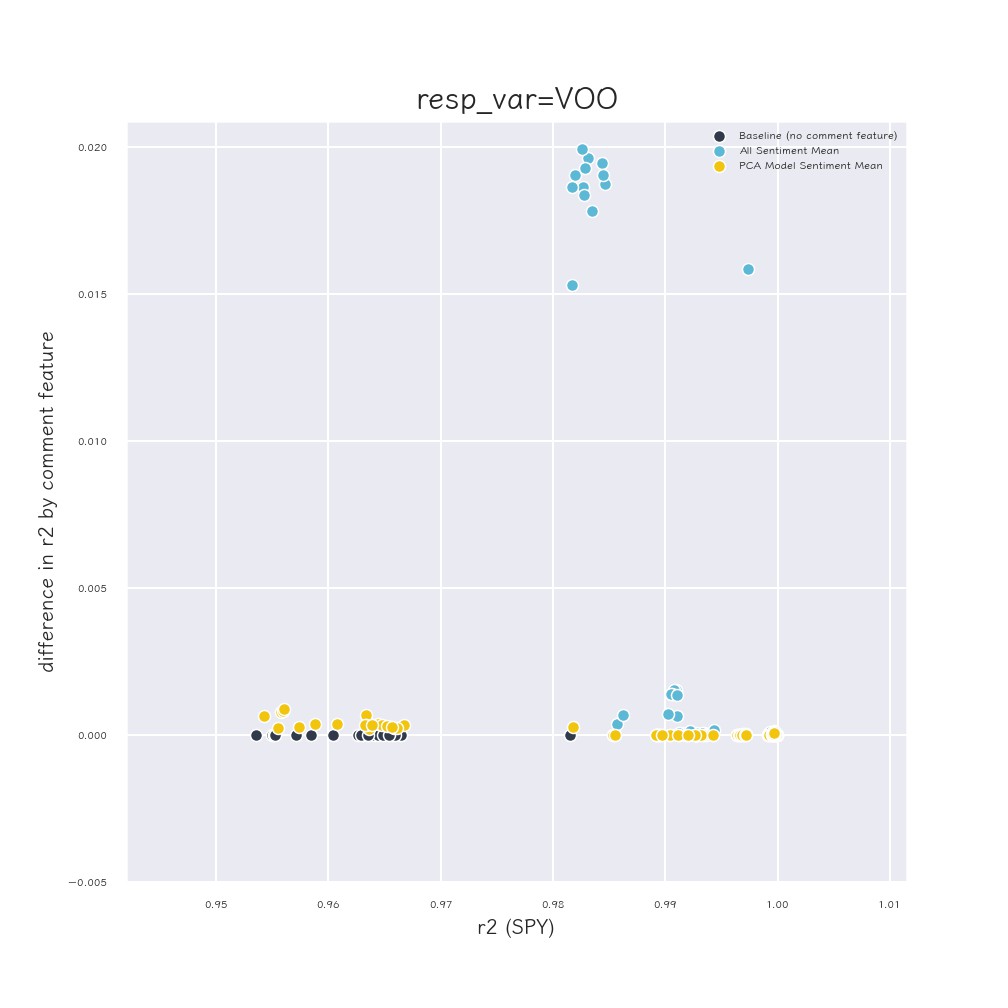 resp_var=VOO
Baseline (no comment feature)
All Sentiment Mean
PCA Model Sentiment Mean
difference in r2 by comment feature
0.020
0.015
0.010
0.005
0.000
−0.005
0.95
0.96
0.97
0.98
0.99
1.00
1.01
r2 (SPY)